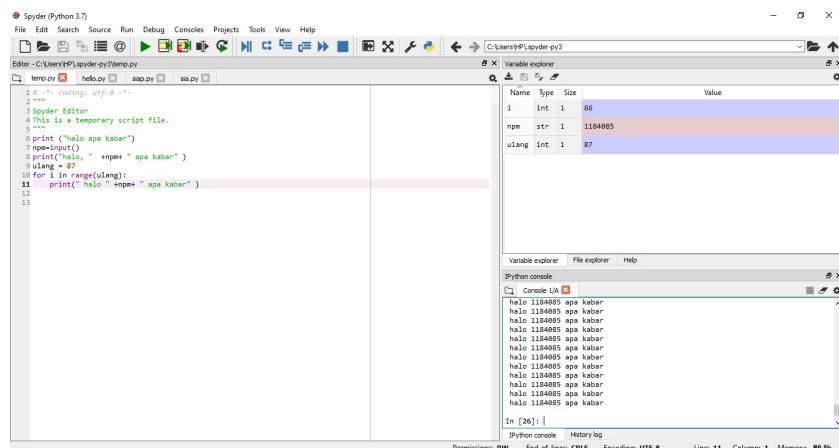 Spyder (Python 3.7)
File Edit Search Source Run Debug Consoles Projects Tools View Help
C:\Users\HP\.spyder-py3
Editor - C:\Users\HP\.spyder-py3\temp.py
temp.py hello.py siap.py sia.py
1 # -*- coding: utf-8 -*-
2 """
3 Spyder Editor
4 This is a temporary script file.
5 """
6 print ("halo apa kabar")
7 npm=input()
8 print("halo, " +npm+ " apa kabar" )
9 ulang = 87
10 for i in range(ulang):
11 print(" halo " +npm+ " apa kabar" )
12
13
Variable explorer
Name Type Size Value
i int 1 86
npm str 1 1184085
ulang int 1 87
Variable explorer File explorer Help
IPython console
Console 1/A
halo 1184085 apa kabar
halo 1184085 apa kabar
halo 1184085 apa kabar
halo 1184085 apa kabar
halo 1184085 apa kabar
halo 1184085 apa kabar
halo 1184085 apa kabar
halo 1184085 apa kabar
halo 1184085 apa kabar
halo 1184085 apa kabar
halo 1184085 apa kabar
halo 1184085 apa kabar
In [26]:
IPython console History log
Permissions: RW End-of-lines: CRLF Encoding: UTF-8 Line: 11 Column: 1 Memory: 86 %